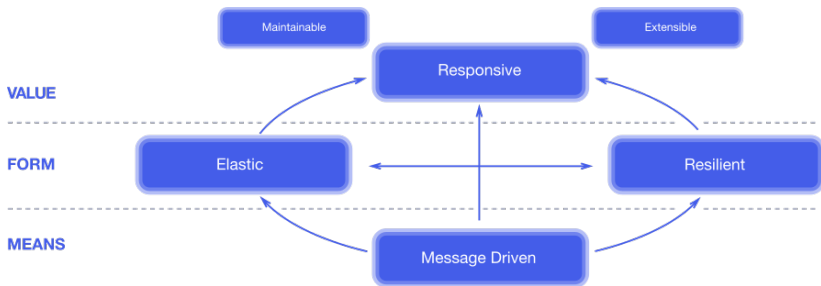 Maintainable
Extensible
Responsive
VALUE
FORM
Elastic
Resilient
MEANS
Message Driven